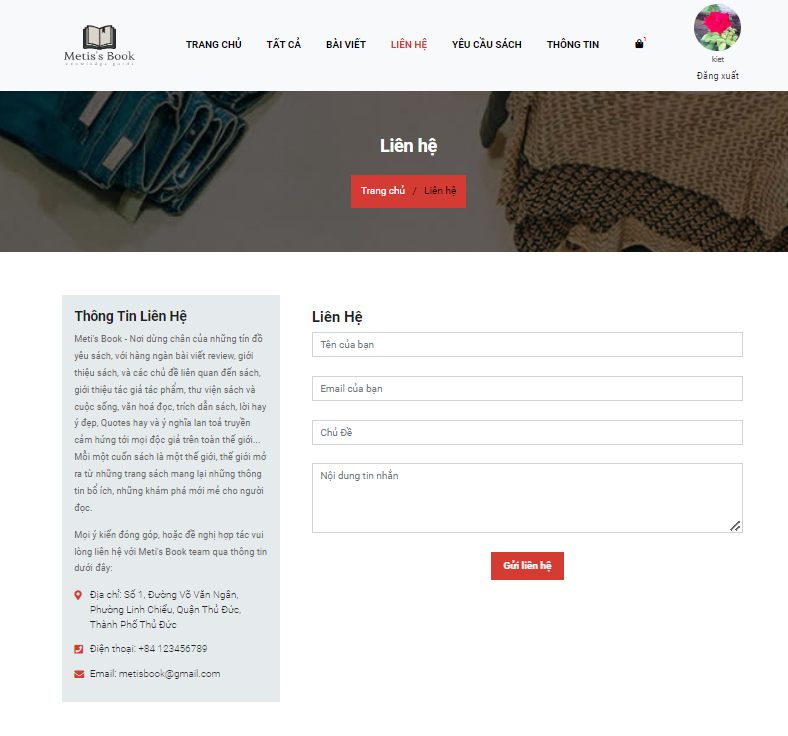 Metis's Book
knowledge guide
TRANG CHỦ
TẤT CẢ
BÀI VIẾT
LIÊN HỆ
YÊU CẦU SÁCH
THÔNG TIN
1
kiet
Đăng xuất
Liên hệ
Trang chủ / Liên hệ
Thông Tin Liên Hệ
Meti's Book - Nơi dừng chân của những tín đồ
yêu sách, với hàng ngàn bài viết review, giới
thiệu sách, và các chủ đề liên quan đến sách,
giới thiệu tác giả tác phẩm, thư viện sách và
cuộc sống, văn hoá đọc, trích dẫn sách, lời hay
ý đẹp, Quotes hay và ý nghĩa lan toả truyền
cảm hứng tới mọi độc giả trên toàn thế giới...
Mỗi một cuốn sách là một thế giới, thế giới mở
ra từ những trang sách mang lại những thông
tin bổ ích, những khám phá mới mẻ cho người
đọc.
Mọi ý kiến đóng góp, hoặc đề nghị hợp tác vui
lòng liên hệ với Meti's Book team qua thông tin
dưới đây:
Địa chỉ: Số 1, Đường Võ Văn Ngân,
Phường Linh Chiểu, Quận Thủ Đức,
Thành Phố Thủ Đức
Điện thoại: +84 123456789
Email: metisbook@gmail.com
Liên Hệ
Tên của bạn
Email của bạn
Chủ Đề
Nội dung tin nhắn
Gửi liên hệ